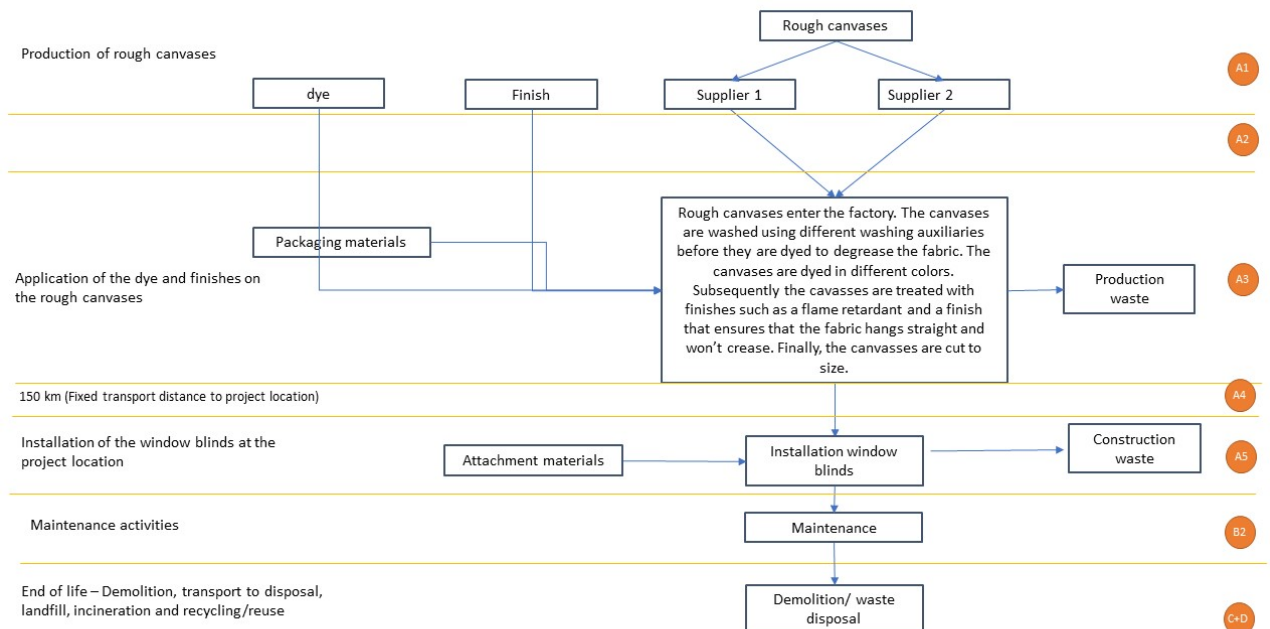 Rough canvases
Production of rough canvases
A1
dye
Finish
Supplier 1
Supplier 2
A2
Rough canvases enter the factory. The canvases
are washed using different washing auxiliaries
before they are dyed to degrease the fabric. The
canvases are dyed in different colors.
Subsequently the cavasses are treated with
finishes such as a flame retardant and a finish
that ensures that the fabric hangs straight and
won't crease. Finally, the canvasses are cut to
size.
Packaging materials
Application of the dye and finishes on
the rough canvases
Production
waste
A3
150 km (Fixed transport distance to project location)
A4
Installation of the window blinds at the
project location
Attachment materials
Installation window
blinds
Construction
waste
A5
Maintenance activities
Maintenance
B2
End of life – Demolition, transport to disposal,
landfill, incineration and recycling/reuse
Demolition/ waste
disposal
C+D